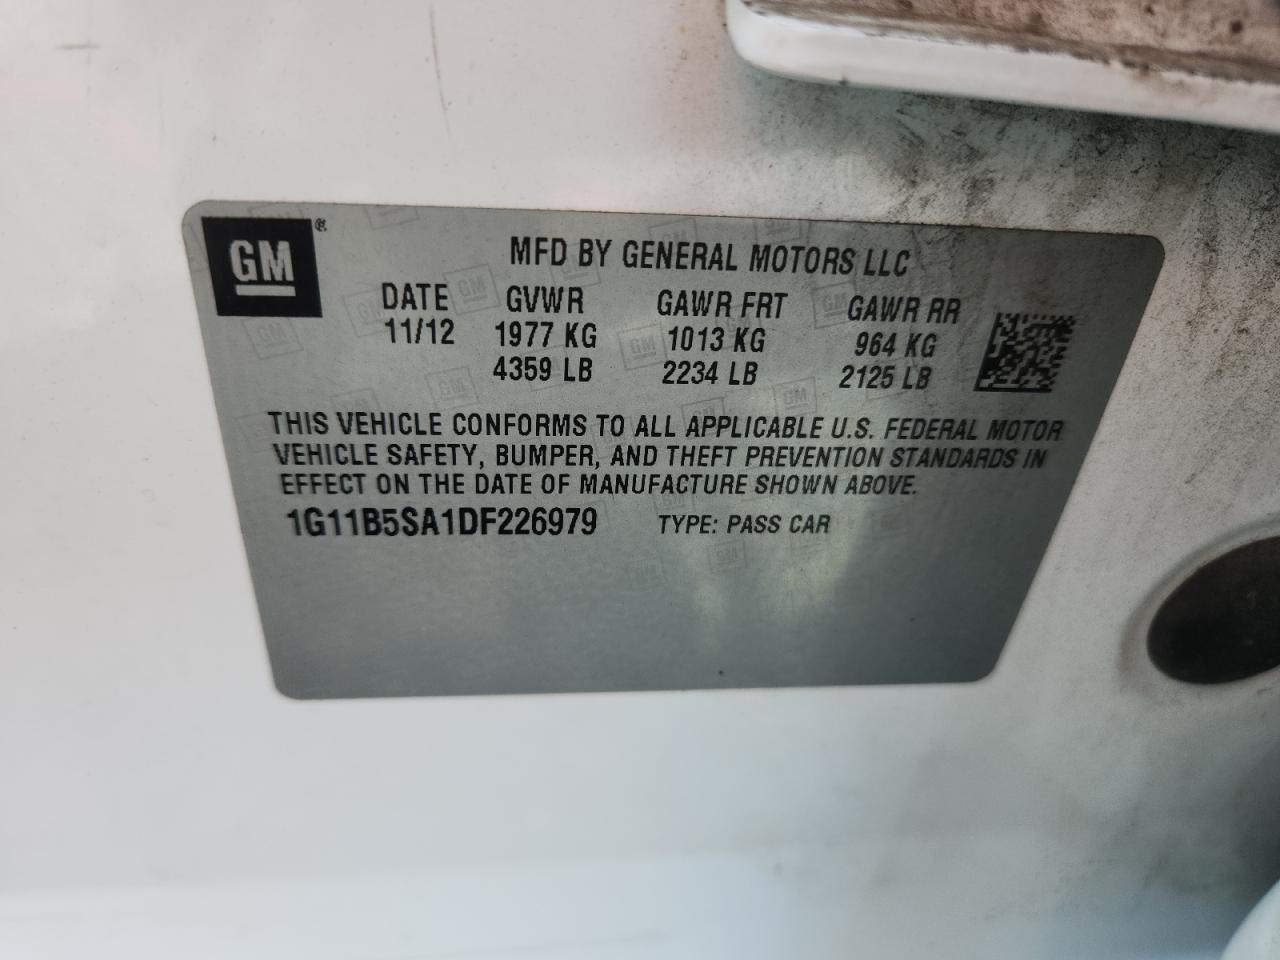 GM®
MFD BY GENERAL MOTORS LLC
DATE GVWR GAWR FRT GAWR RR
11/12 1977 KG 1013 KG 964 KG
4359 LB 2234 LB 2125 LB
THIS VEHICLE CONFORMS TO ALL APPLICABLE U.S. FEDERAL MOTOR
VEHICLE SAFETY, BUMPER, AND THEFT PREVENTION STANDARDS IN
EFFECT ON THE DATE OF MANUFACTURE SHOWN ABOVE.
1G11B5SA1DF226979 TYPE: PASS CAR